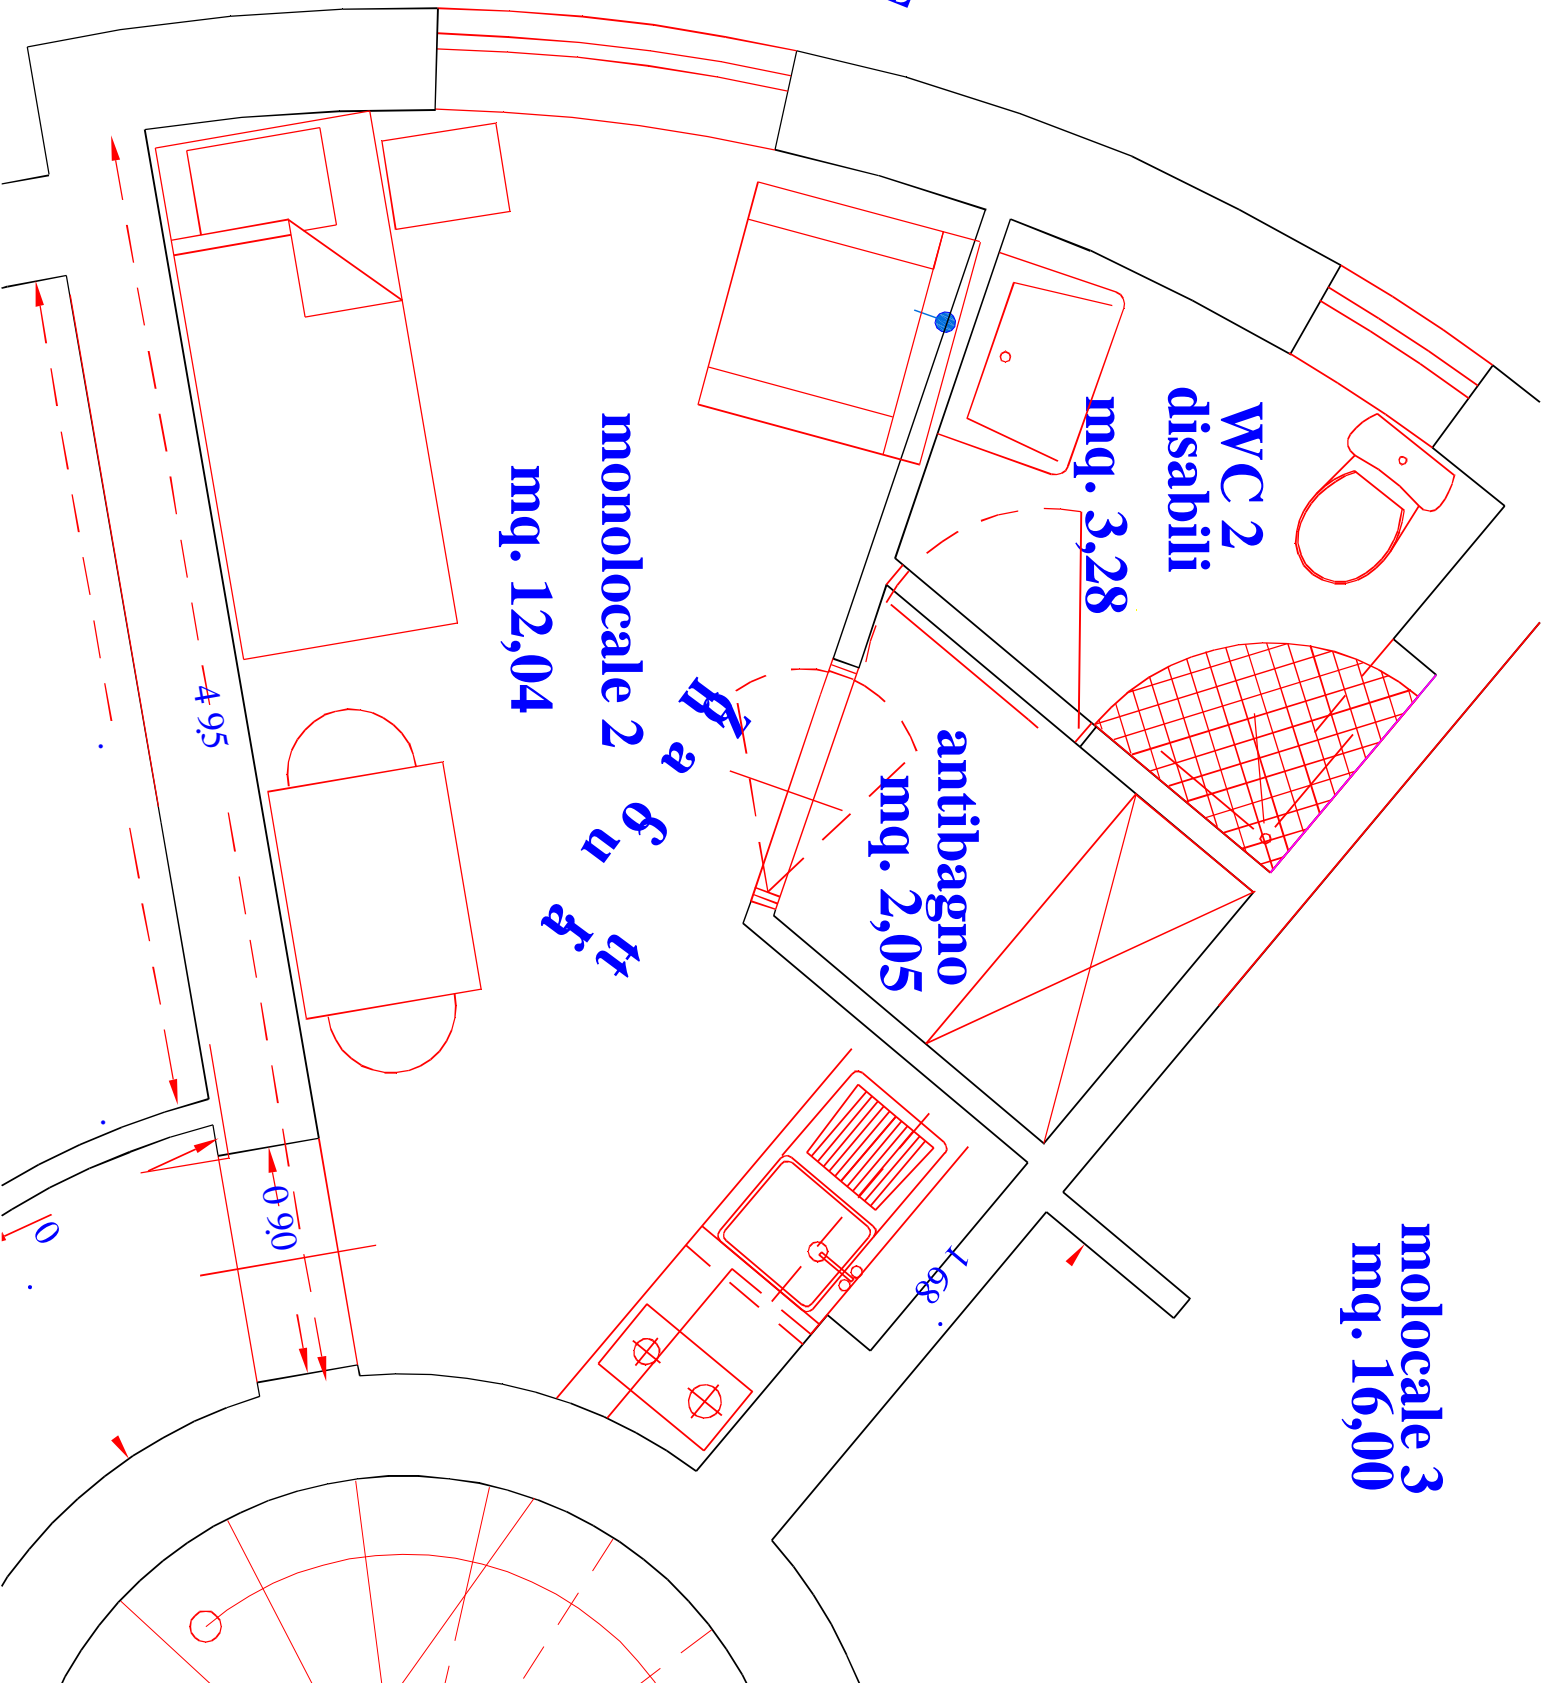 WC 2
disabili
mq. 3,28
monolocale 2
mq. 12,04
antibagno
mq. 2,05
molocale 3
mq. 16,00
4.95
0.90
1.68
0